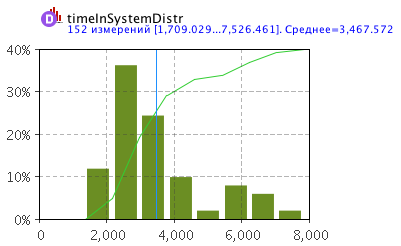 D timeInSystemDistr
152 измерений [1,709.029...7,526.461]. Среднее=3,467.572
40%
30%
20%
10%
0%
0 2,000 4,000 6,000 8,000